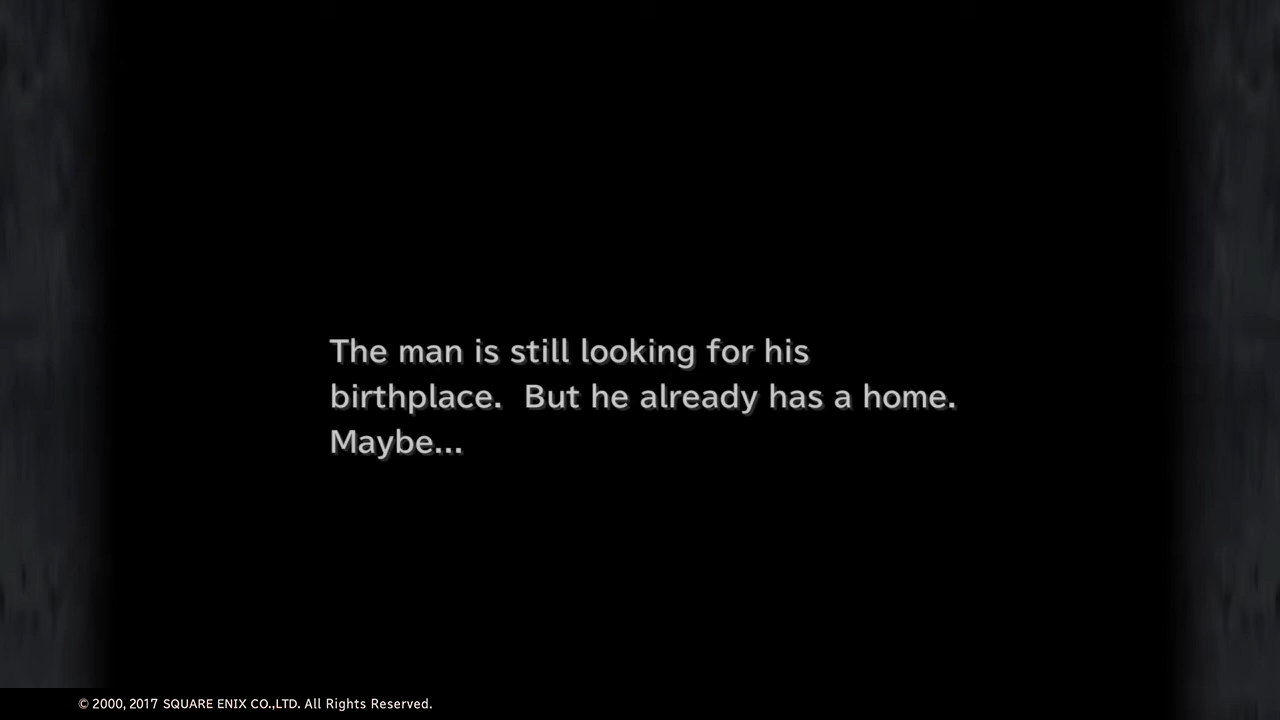 The man is still looking for his
birthplace.  But he already has a home.
Maybe...
© 2000, 2017 SQUARE ENIX CO.,LTD. All Rights Reserved.